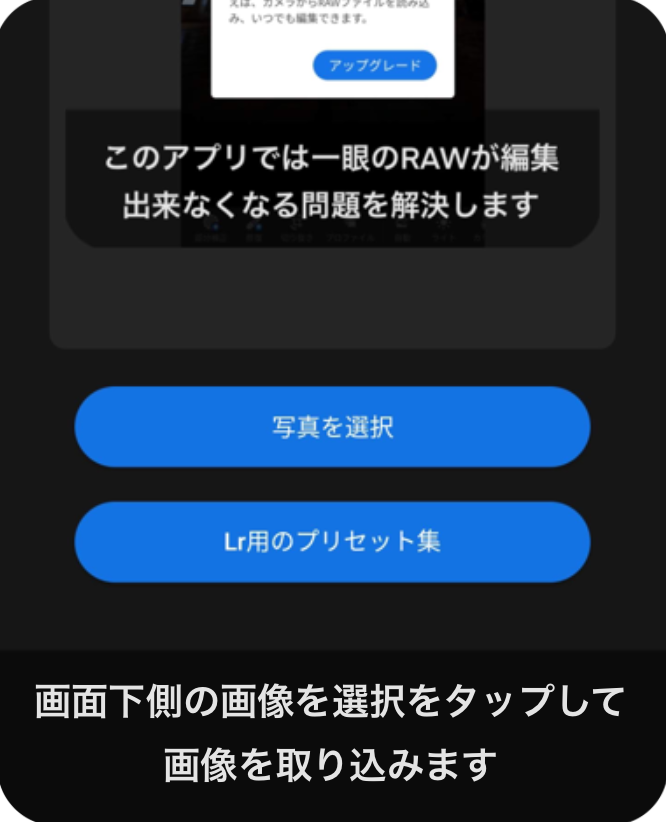 えば、カメラからRAWファイルを読み込
み、いつでも編集できます。
アップグレード
このアプリでは一眼のRAWが編集
出来なくなる問題を解決します
写真を選択
Lr用のプリセット集
画面下側の画像を選択をタップして
画像を取り込みます